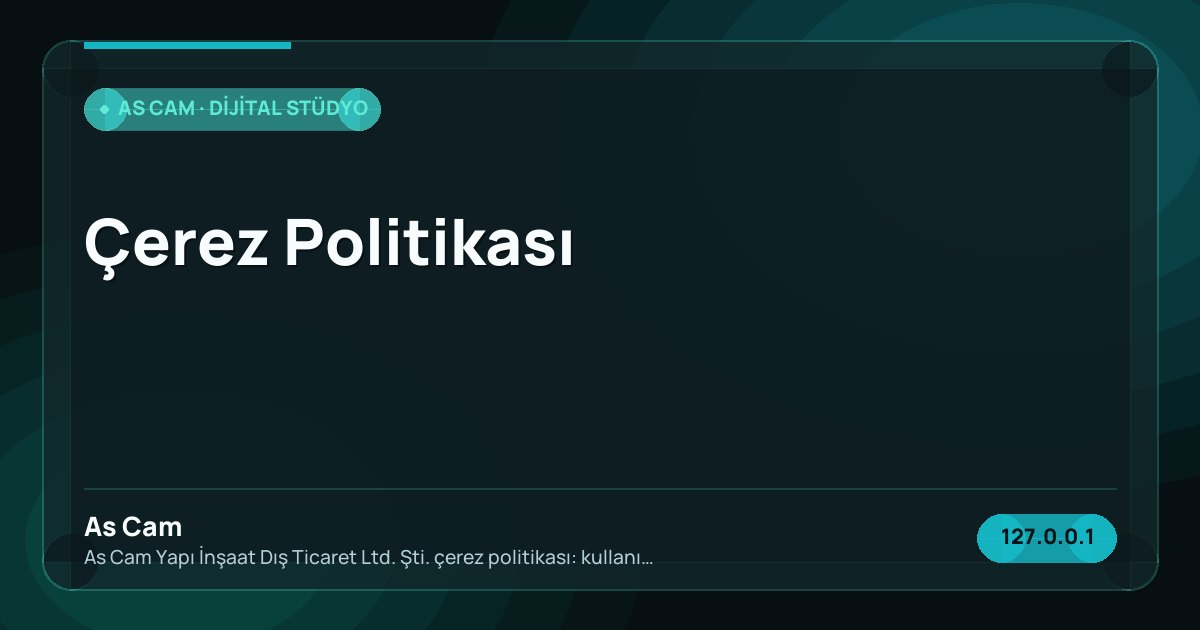 AS CAM · DİJİTAL STÜDYO
Çerez Politikası
As Cam
As Cam Yapı İnşaat Dış Ticaret Ltd. Şti. çerez politikası: kullanı…
127.0.0.1